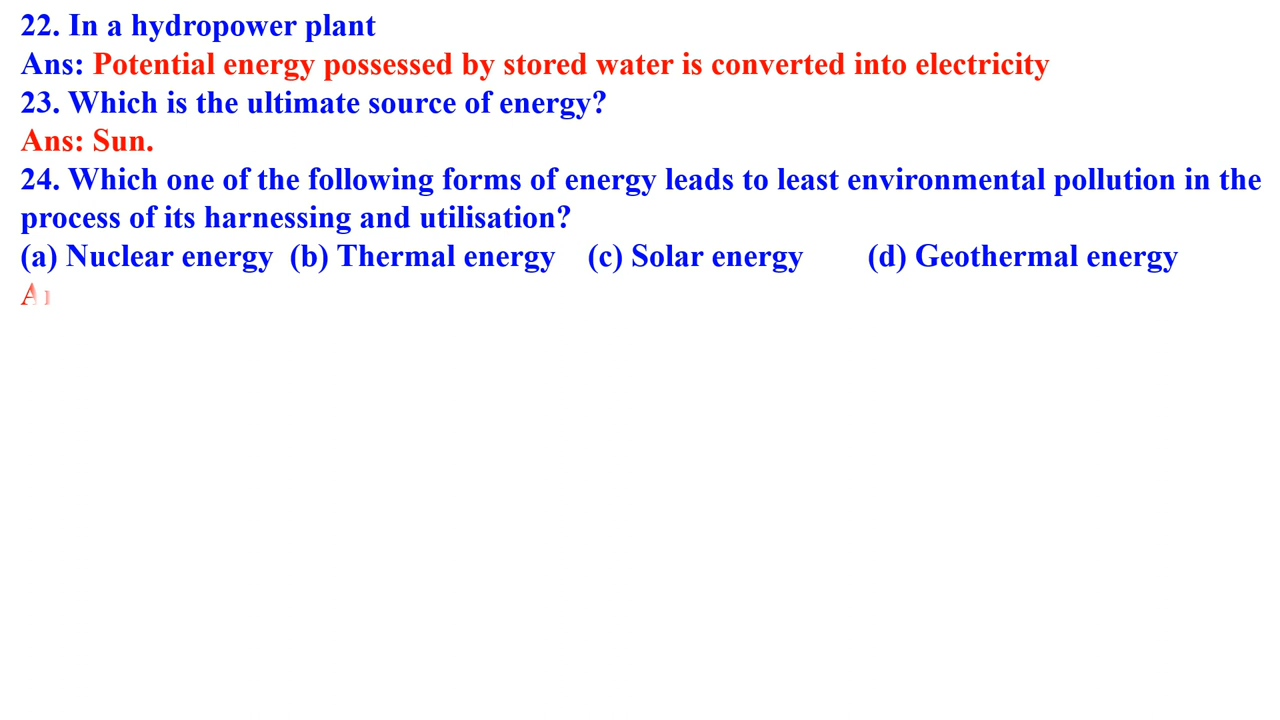 22. In a hydropower plant
Ans: Potential energy possessed by stored water is converted into electricity
23. Which is the ultimate source of energy?
Ans: Sun.
24. Which one of the following forms of energy leads to least environmental pollution in the
process of its harnessing and utilisation?
(a) Nuclear energy (b) Thermal energy (c) Solar energy (d) Geothermal energy